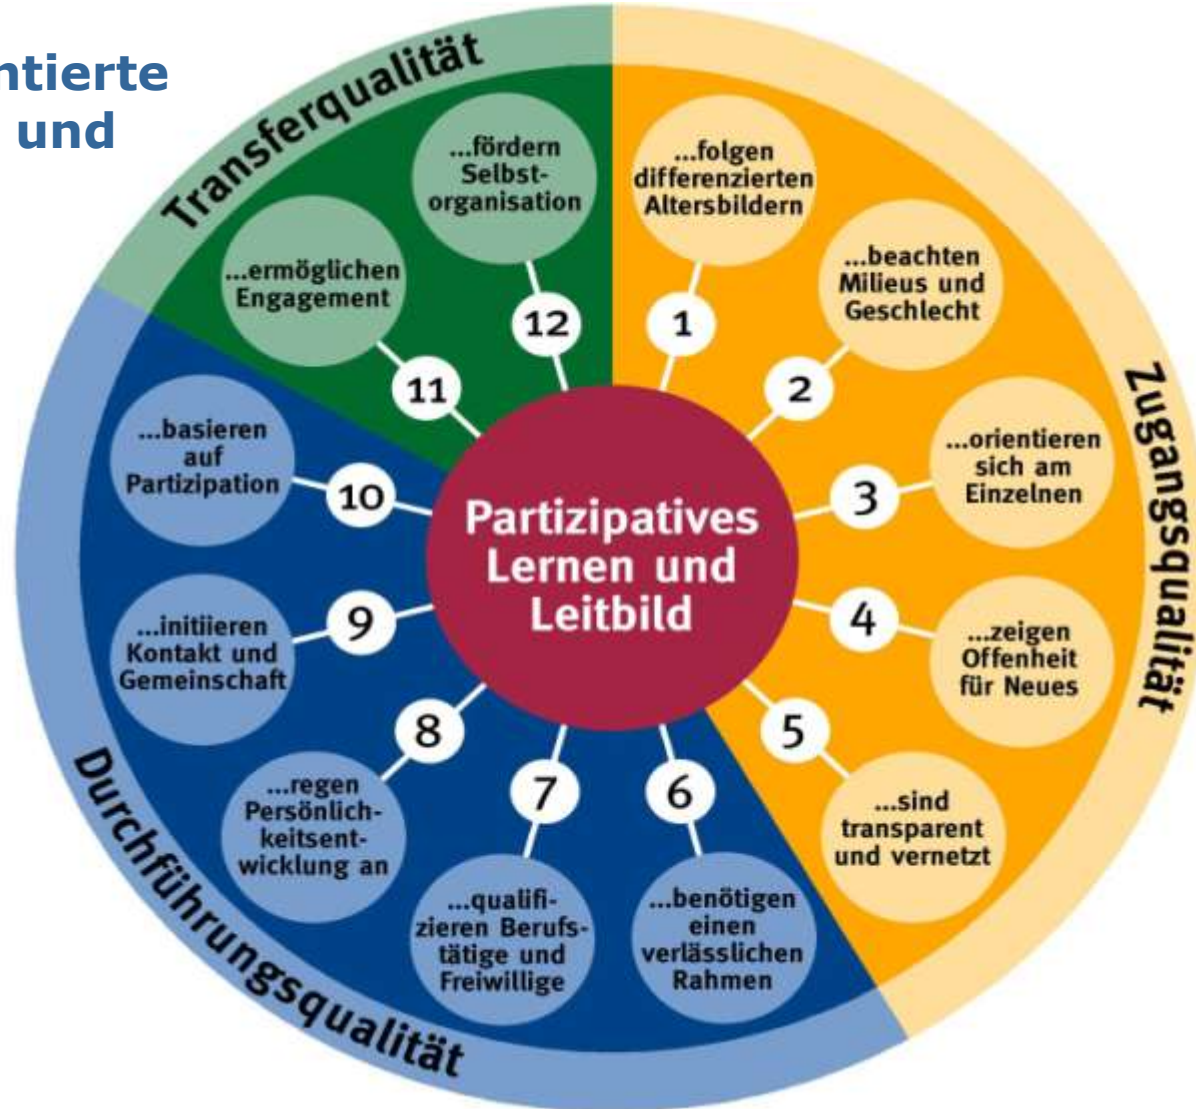 ntierte
und
Transferqualität
Zugangsqualität
Durchführungsqualität
Partizipatives
Lernen und
Leitbild
1
...folgen
differenzierten
Altersbildern
2
...beachten
Milieus und
Geschlecht
3
...orientieren
sich am
Einzelnen
4
...zeigen
Offenheit
für Neues
5
...sind
transparent
und vernetzt
6
...benötigen
einen
verlässlichen
Rahmen
7
...qualifi-
zieren Berufs-
tätige und
Freiwillige
8
...regen
Persönlich-
keitsent-
wicklung an
9
...initiieren
Kontakt und
Gemeinschaft
10
...basieren
auf
Partizipation
11
...ermöglichen
Engagement
12
...fördern
Selbst-
organisation